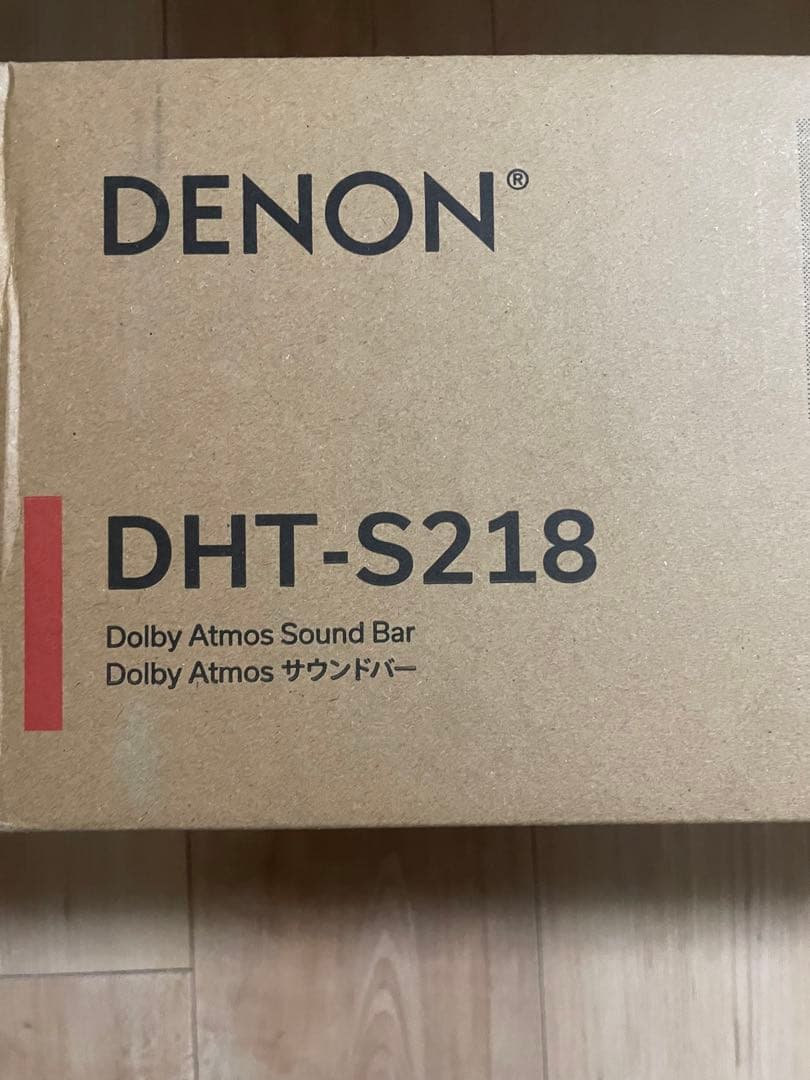 DENON®
DHT-S218
Dolby Atmos Sound Bar
Dolby Atmos サウンドバー